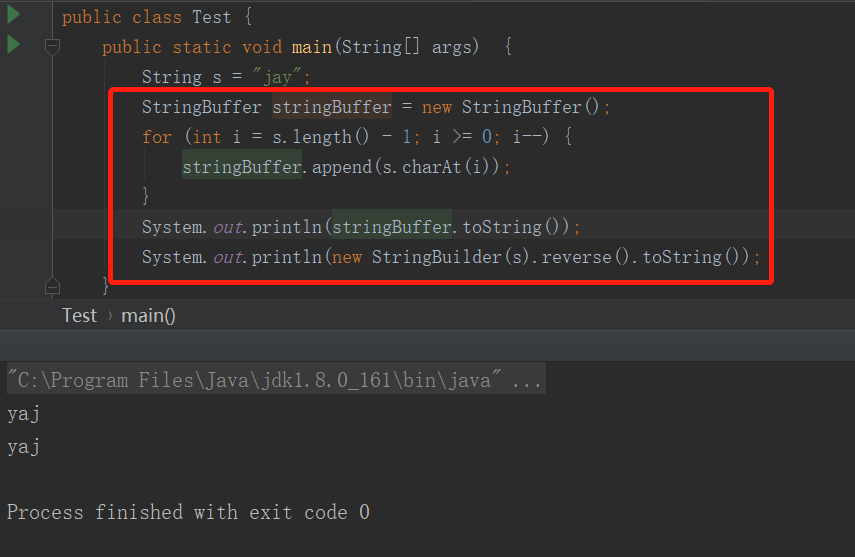 public class Test {
public static void main(String[] args)  {
String s = "jay";
StringBuffer stringBuffer = new StringBuffer();
for (int i = s.length() - 1; i >= 0; i--) {
stringBuffer.append(s.charAt(i));
}
System.out.println(stringBuffer.toString());
System.out.println(new StringBuilder(s).reverse().toString());
}
Test › main()
"C:\Program Files\Java\jdk1.8.0_161\bin\java" ...
yaj
yaj
Process finished with exit code 0